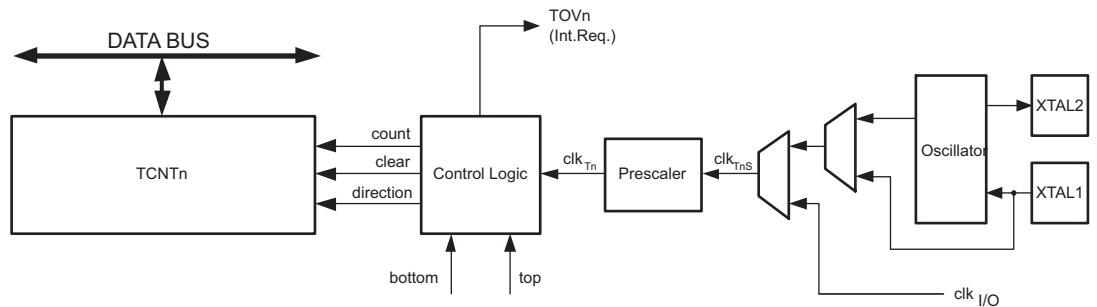 TOVn
(Int.Req.)
DATA BUS
XTAL2
count
clear
direction
TCNTn
Control Logic
clkTn
Prescaler
clkTnS
Oscillator
XTAL1
bottom
top
clkI/O